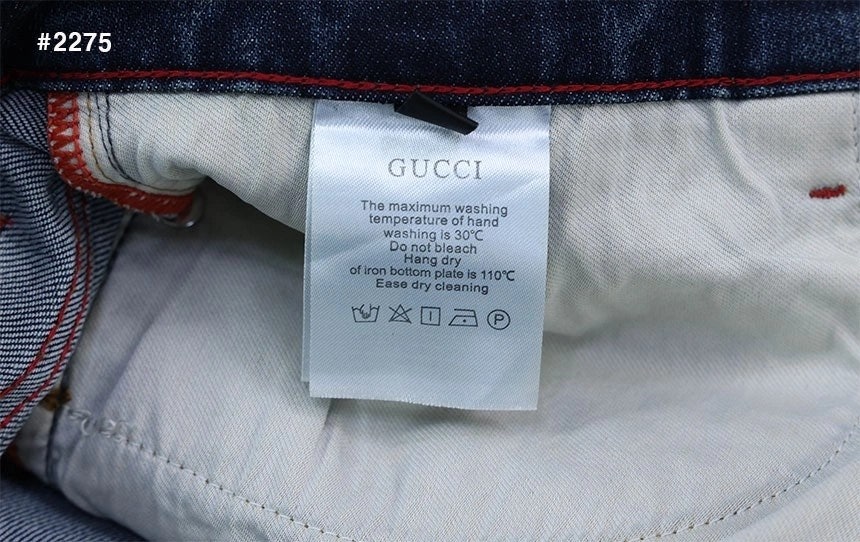 #2275
GUCCI
The maximum washing
temperature of hand
washing is 30℃
Do not bleach
Hang dry
of iron bottom plate is 110℃
Ease dry cleaning
P